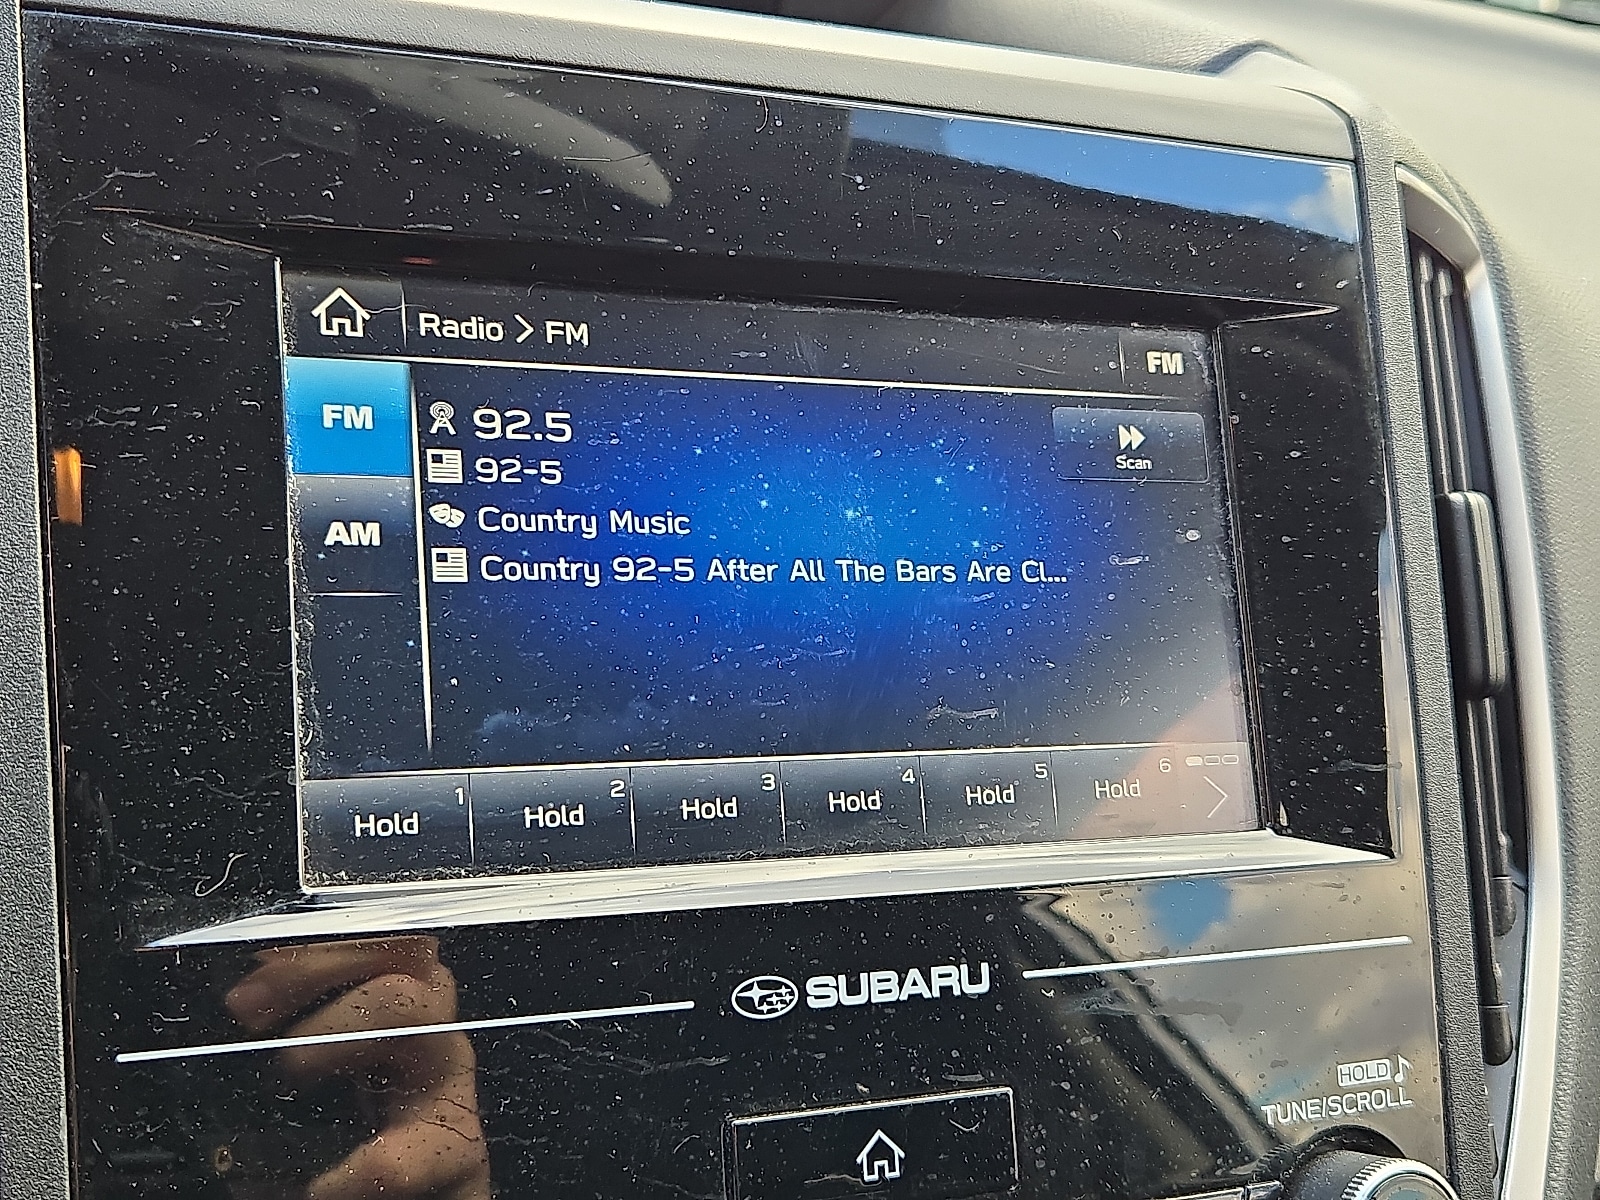 Radio > FM
FM
FM
92.5
Scan
92-5
AM
Country Music
Country 92-5 After All The Bars Are Cl...
1 2 3 4 5 6
Hold Hold Hold Hold Hold Hold
SUBARU
HOLD
TUNE/SCROLL